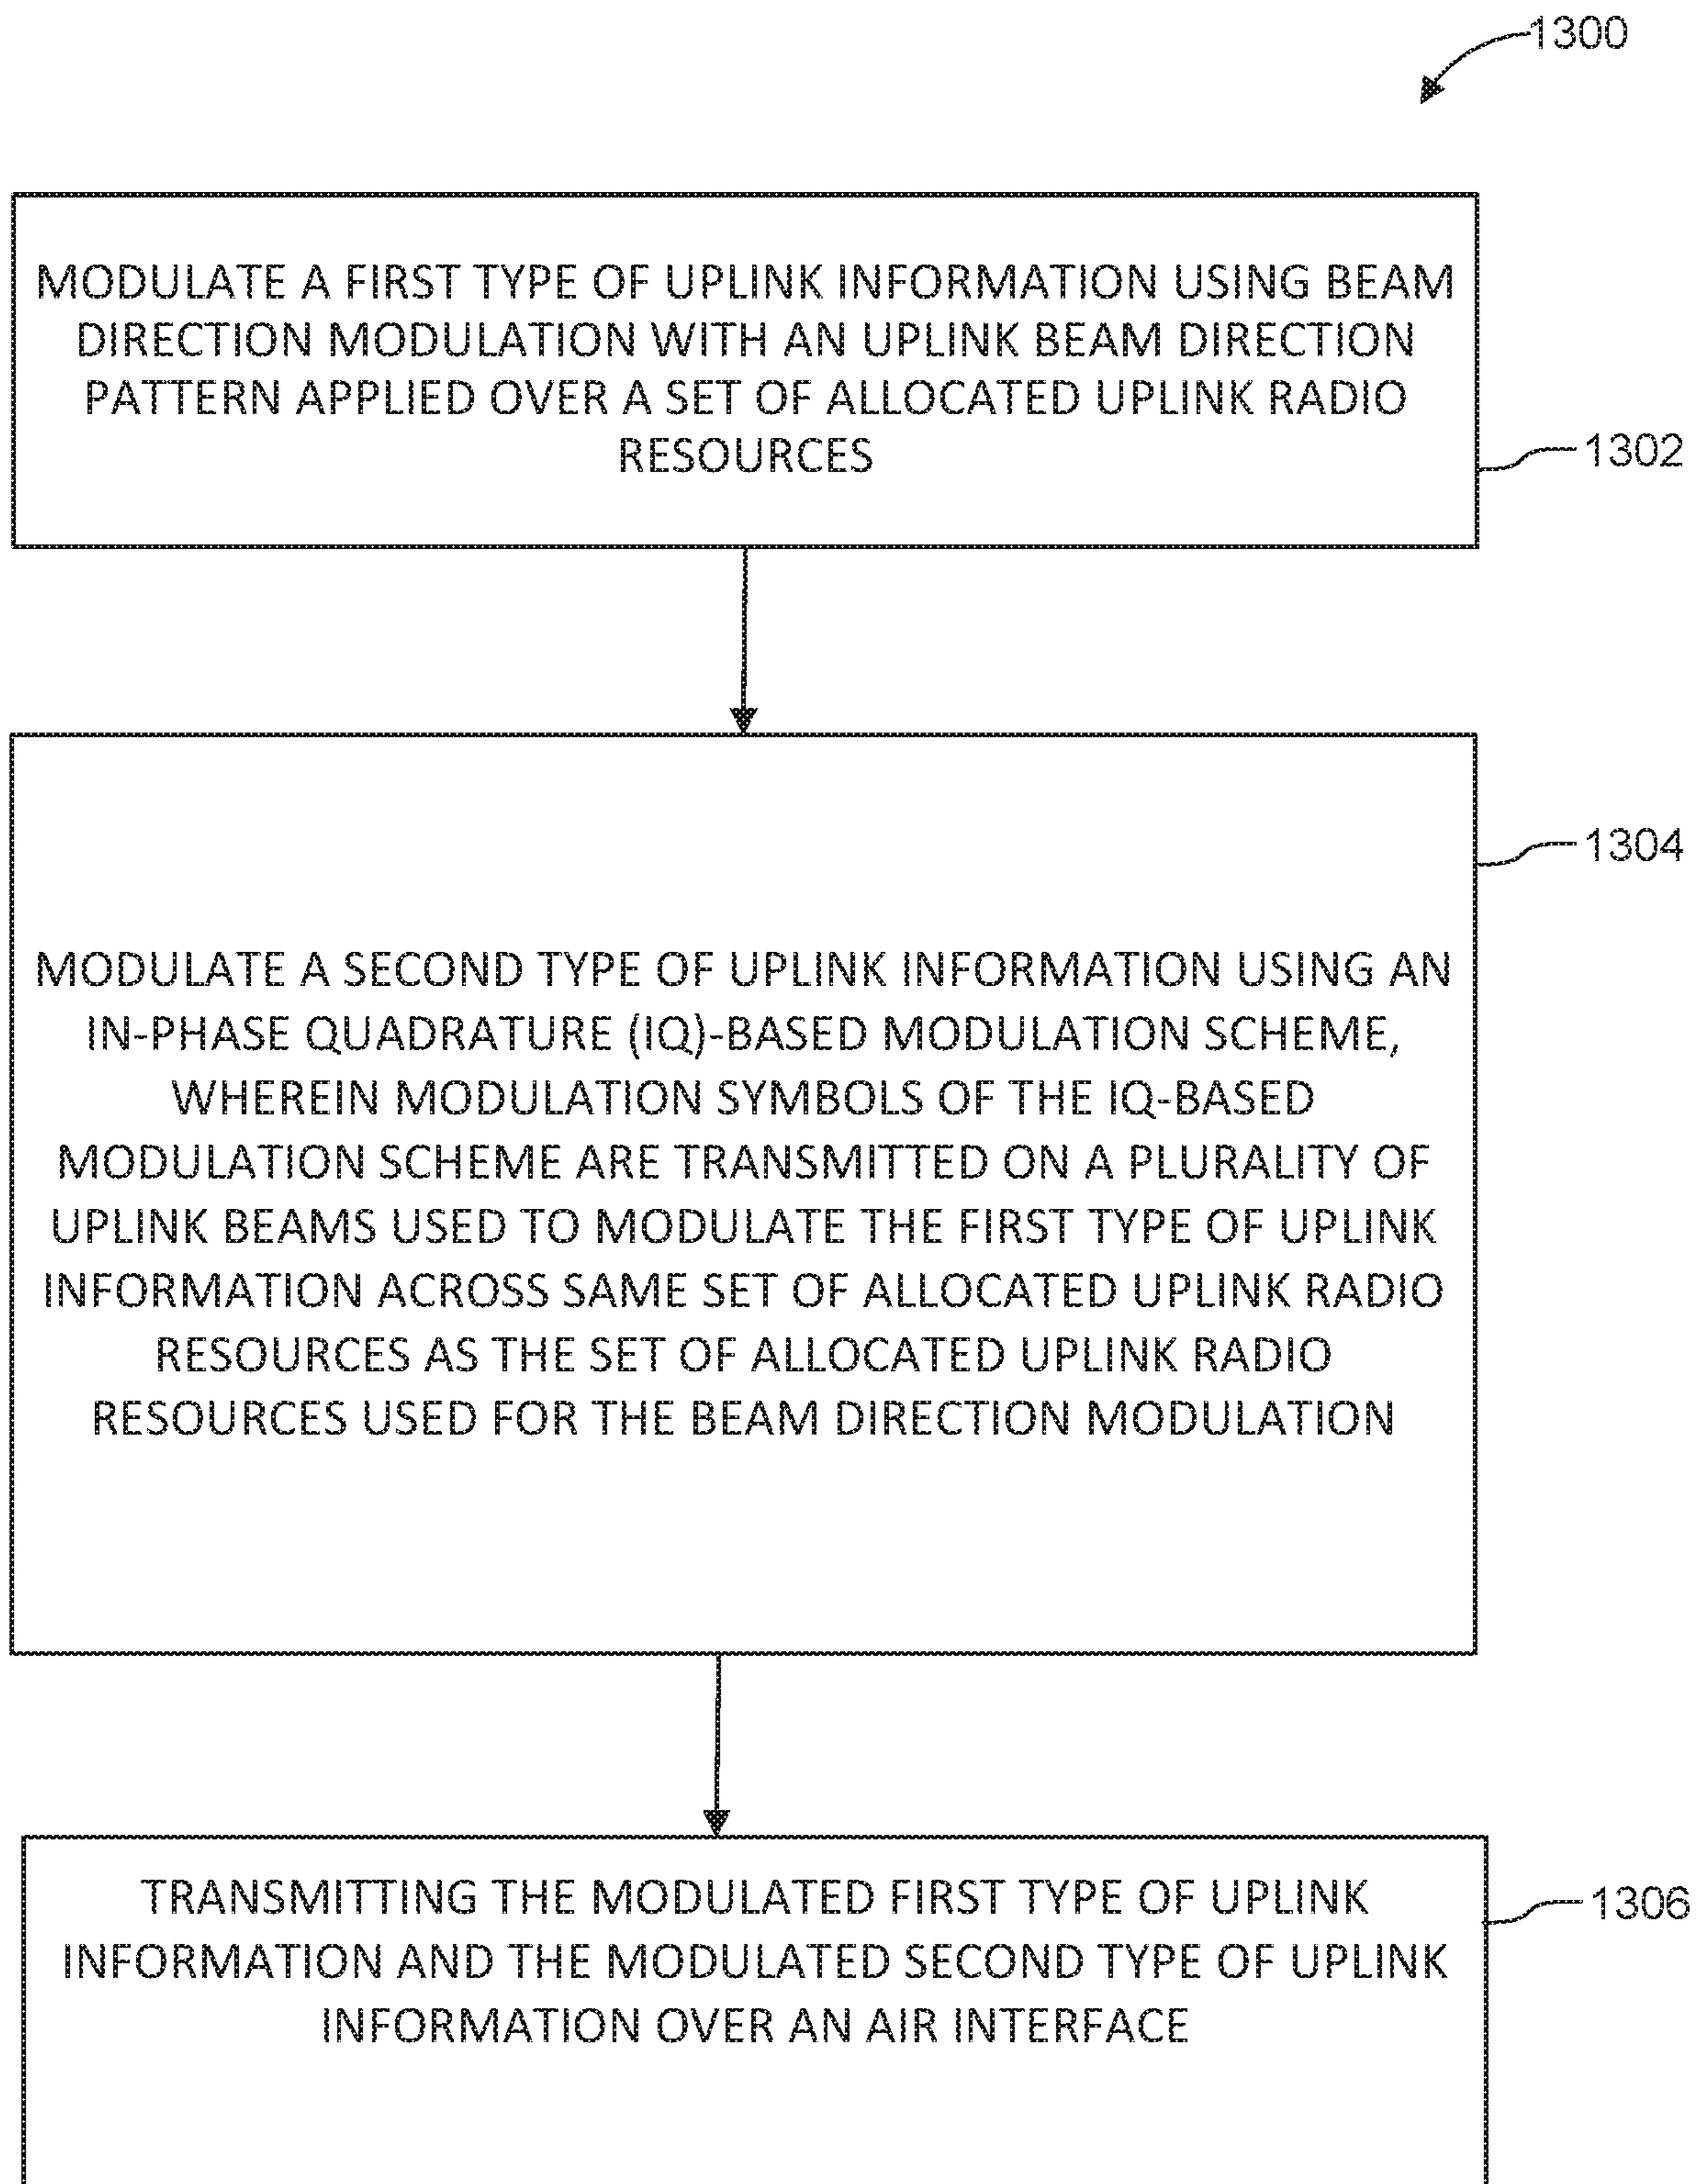 1300
MODULATE A FIRST TYPE OF UPLINK INFORMATION USING BEAM
DIRECTION MODULATION WITH AN UPLINK BEAM DIRECTION
PATTERN APPLIED OVER A SET OF ALLOCATED UPLINK RADIO
RESOURCES
1302
1304
MODULATE A SECOND TYPE OF UPLINK INFORMATION USING AN
IN-PHASE QUADRATURE (IQ)-BASED MODULATION SCHEME,
WHEREIN MODULATION SYMBOLS OF THE IQ-BASED
MODULATION SCHEME ARE TRANSMITTED ON A PLURALITY OF
UPLINK BEAMS USED TO MODULATE THE FIRST TYPE OF UPLINK
INFORMATION ACROSS SAME SET OF ALLOCATED UPLINK RADIO
RESOURCES AS THE SET OF ALLOCATED UPLINK RADIO
RESOURCES USED FOR THE BEAM DIRECTION MODULATION
TRANSMITTING THE MODULATED FIRST TYPE OF UPLINK
1306
INFORMATION AND THE MODULATED SECOND TYPE OF UPLINK
INFORMATION OVER AN AIR INTERFACE